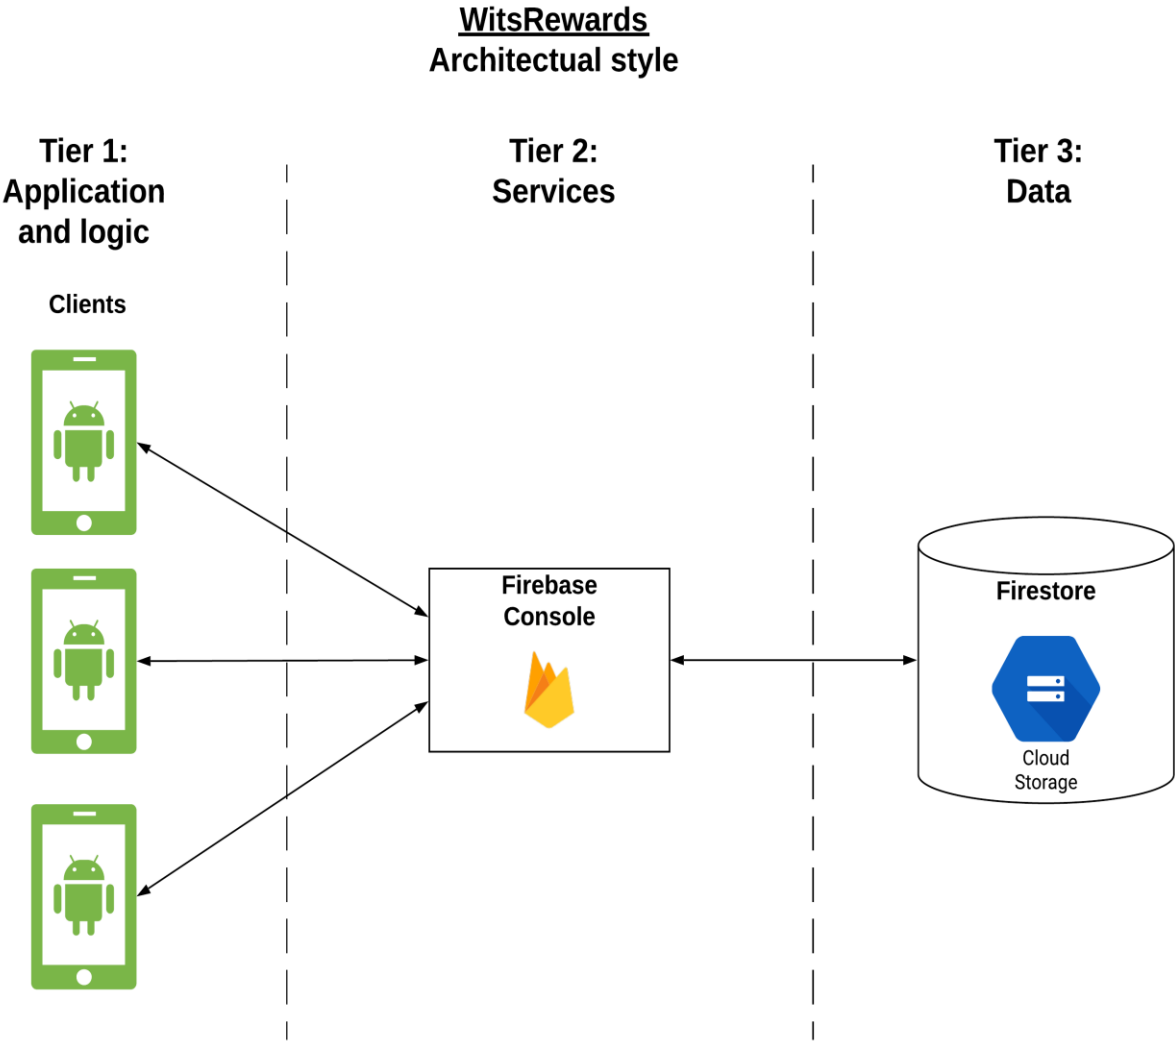 WitsRewards
Architectual style
Tier 1:
Application
and logic
Tier 2:
Services
Tier 3:
Data
Clients
Firebase
Console
Firestore
Cloud
Storage